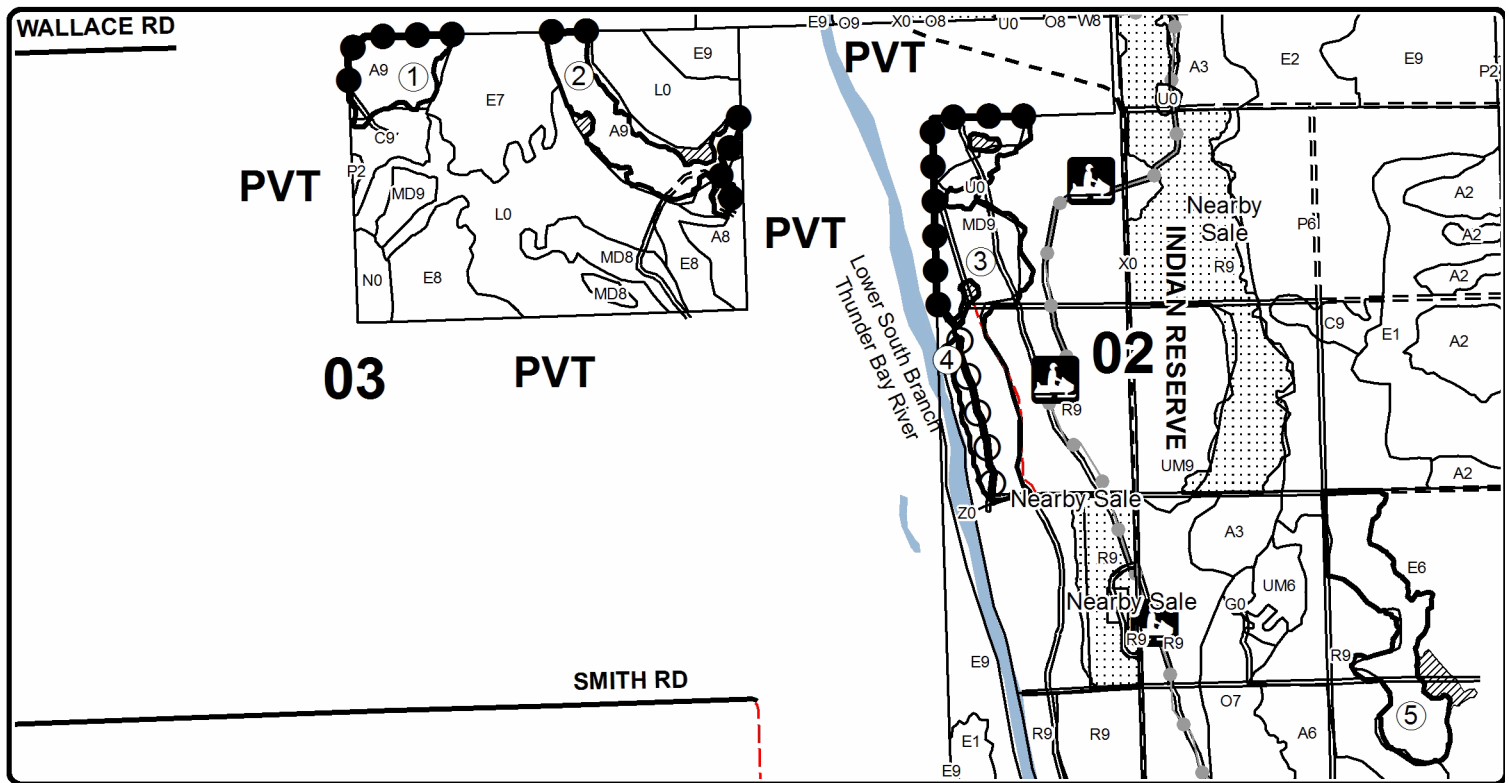 WALLACE RD
E9 O9 X0 O8 U0 O8 W8
PVT
A9 1
E7
2
L0
E9
A9
C9
P2
MD9
PVT
L0
N0
E8
MD8
MD8
E8
A8
PVT
A3
E2
E9
P2
U0
U0
MD9
3
Nearby
Sale
P6
A2
A2
A2
X0
R9
INDIAN RESERVE
Lower South Branch
Thunder Bay River
C9
E1
A2
03
PVT
4
02
R9
UM9
A2
Nearby Sale
Z0
A3
R9
E6
UM6
Nearby Sale
G0
R9
R9
R9
E9
SMITH RD
O7
5
E1
R9
R9
A6
E9